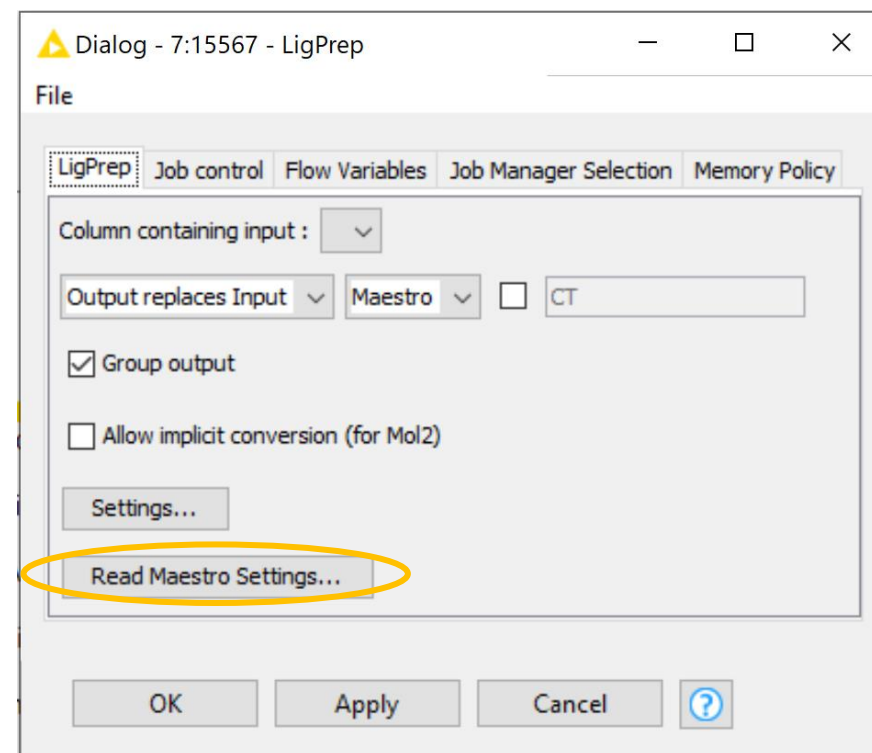 Dialog - 7:15567 - LigPrep
File
LigPrep Job control Flow Variables Job Manager Selection Memory Policy
Column containing input :
Output replaces Input Maestro CT
Group output
Allow implicit conversion (for Mol2)
Settings...
Read Maestro Settings...
OK Apply Cancel ?